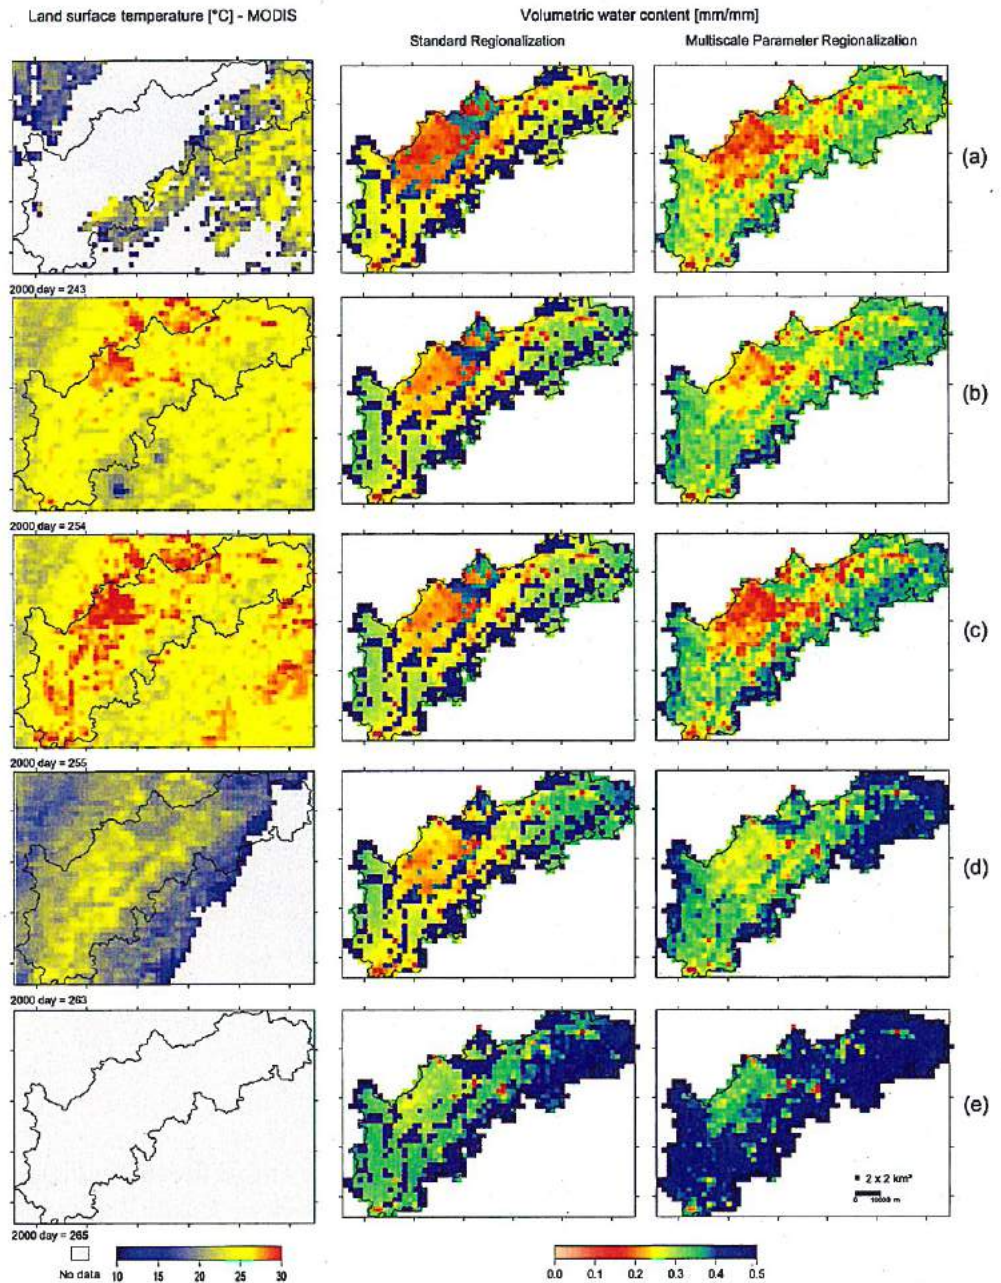 Land surface temperature [°C] - MODIS
Volumetric water content [mm/mm]
Standard Regionalization
Multiscale Parameter Regionalization
(a)
2000 day = 243
(b)
2000 day = 254
(c)
2000 day = 255
(d)
2000 day = 263
(e)
2 x 2 km²
0 10000 m
2000 day = 265
No data 10 15 20 25 30
0.0 0.1 0.2 0.3 0.4 0.5